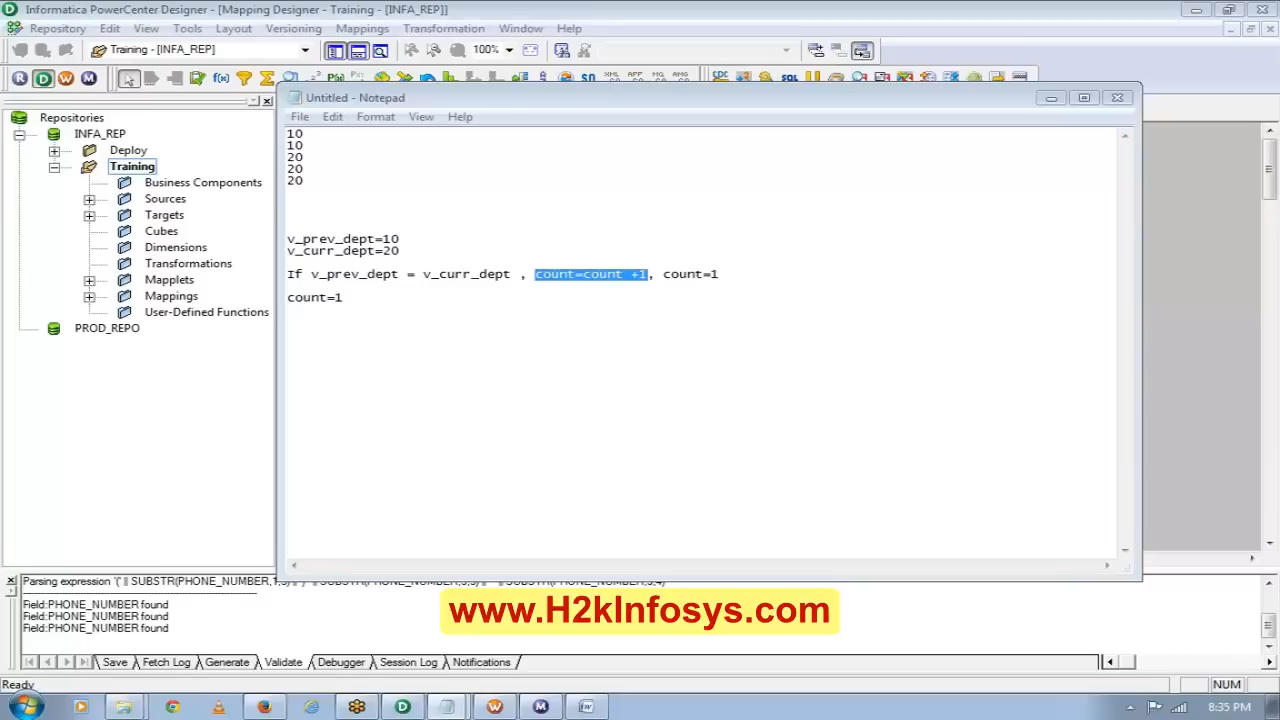 Informatica PowerCenter Designer - [Mapping Designer - Training - [INFA_REP]]
Repository Edit View Tools Layout Versioning Mappings Transformation Window Help
Training - [INFA_REP] 100%
Untitled - Notepad
File Edit Format View Help
10
10
20
20
20
v_prev_dept=10
v_curr_dept=20
If v_prev_dept = v_curr_dept , count=count +1, count=1
count=1
Repositories
INFA_REP
Deploy
Training
Business Components
Sources
Targets
Cubes
Dimensions
Transformations
Mapplets
Mappings
User-Defined Functions
PROD_REPO
Parsing expression
Field:PHONE_NUMBER found
Field:PHONE_NUMBER found
Field:PHONE_NUMBER found
www.H2kInfosys.com
Save Fetch Log Generate Validate Debugger Session Log Notifications
Ready NUM
8:35 PM